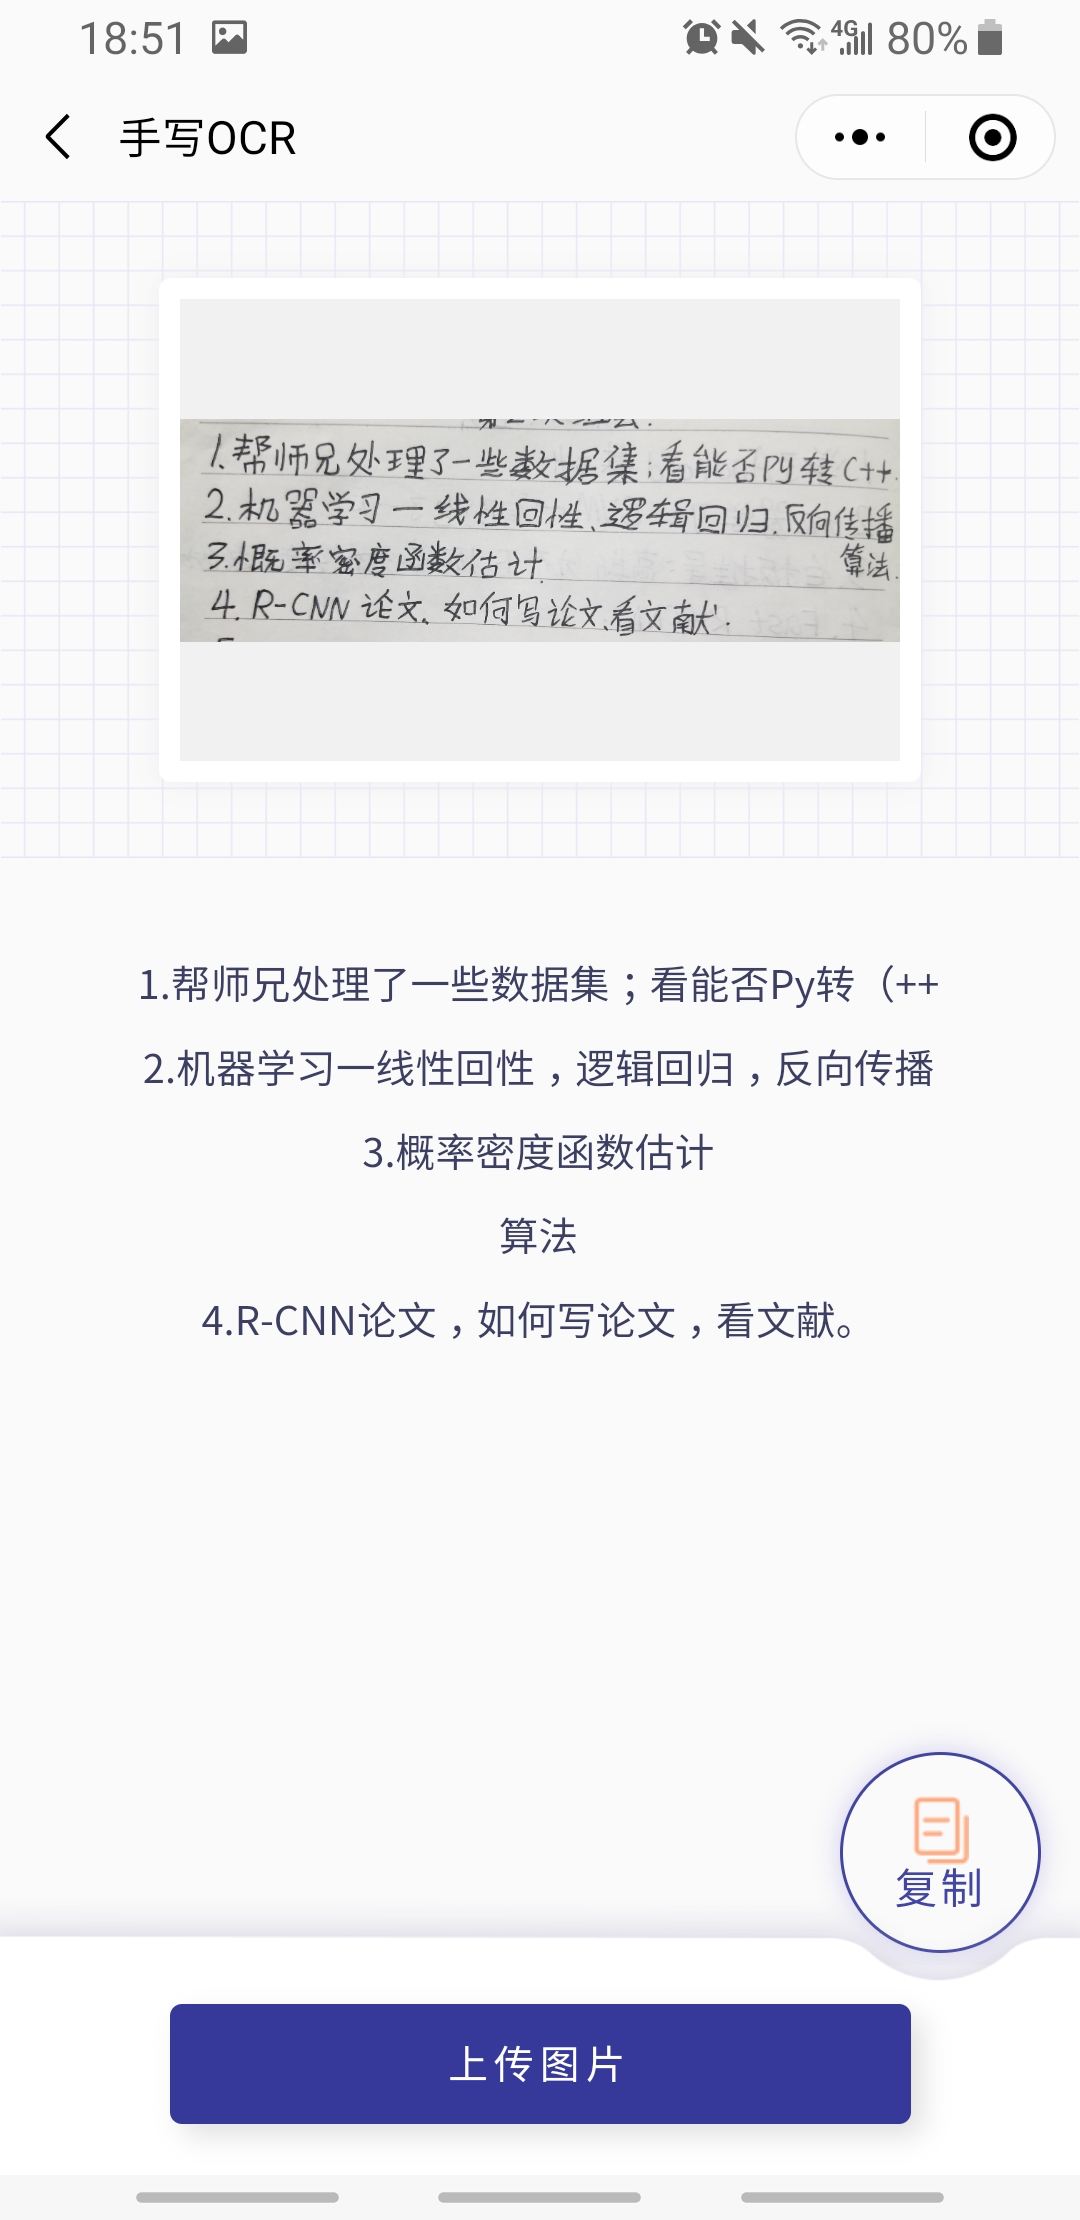 18:51 4G 80%
手写OCR
1.帮师兄处理了一些数据集;看能否Py转C++.
2.机器学习一线性回性、逻辑回归.反向传播
算法.
3.概率密度函数估计.
4.R-CNN论文、如何写论文、看文献.
1.帮师兄处理了一些数据集；看能否Py转（++
2.机器学习一线性回性，逻辑回归，反向传播
3.概率密度函数估计
算法
4.R-CNN论文，如何写论文，看文献。
复制
上传图片